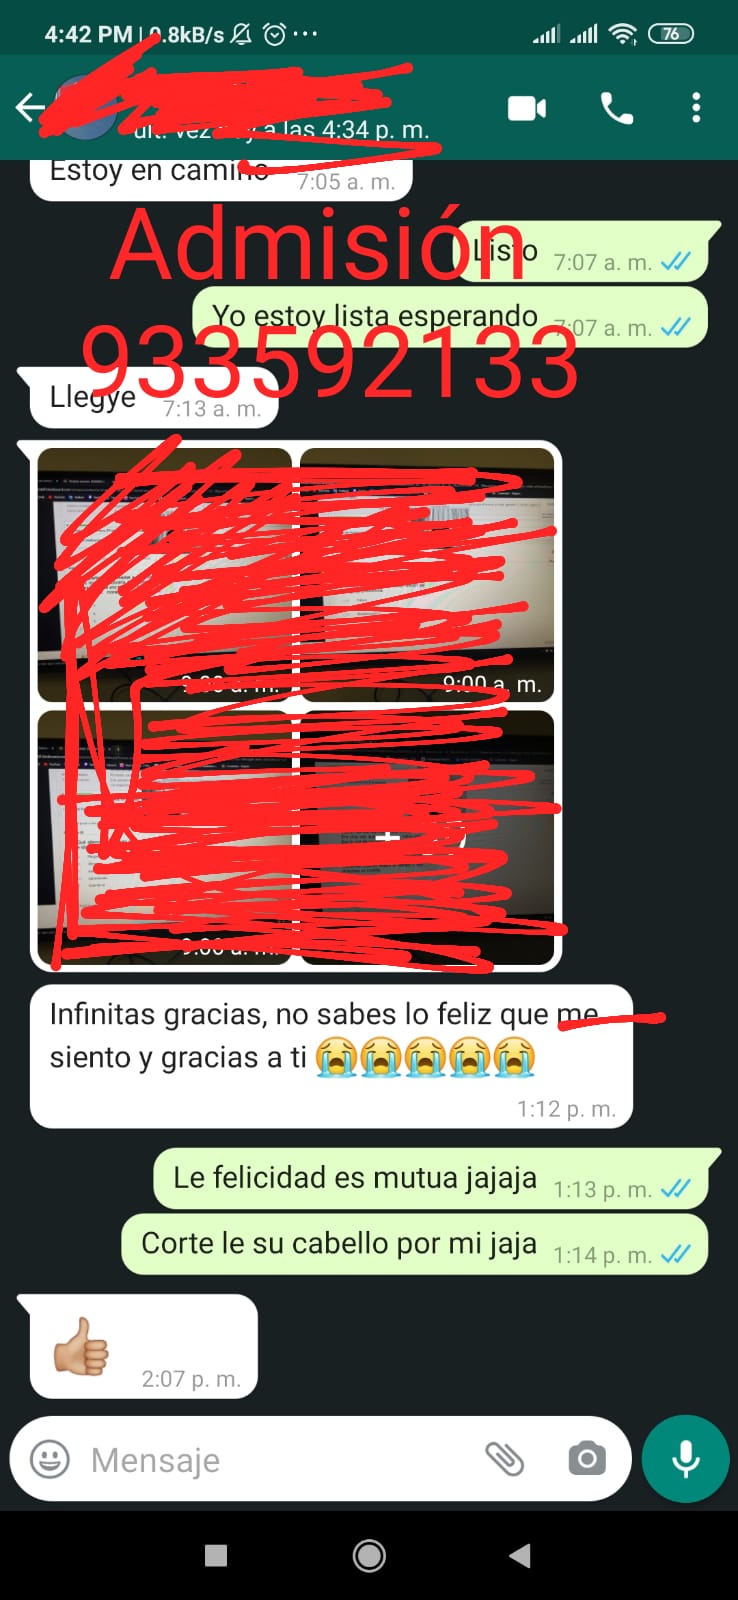 4:42 PM | 0.8kB/s
76
ult. vez hoy a las 4:34 p. m.
Estoy en camino 7:05 a. m.
Admisión
Listo 7:07 a. m.
Yo estoy lista esperando 7:07 a. m.
933592133
Llegye 7:13 a. m.
9:00 a. m.
9:00 a. m.
9:00 a. m.
Infinitas gracias, no sabes lo feliz que me
siento y gracias a ti 😭😭😭😭😭
1:12 p. m.
Le felicidad es mutua jajaja 1:13 p. m.
Corte le su cabello por mi jaja 1:14 p. m.
👍🏼
2:07 p. m.
Mensaje